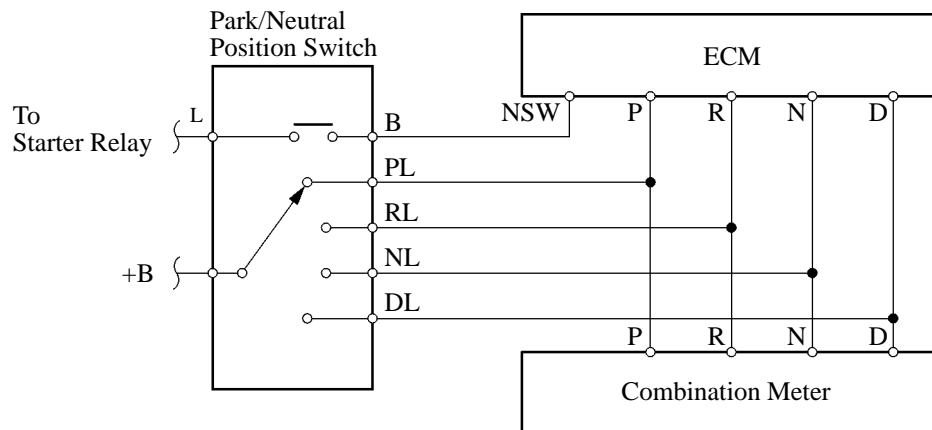 Park/Neutral
Position Switch
ECM
To
Starter Relay
L
B
NSW
P
R
N
D
PL
RL
NL
+B
DL
P
R
N
D
Combination Meter